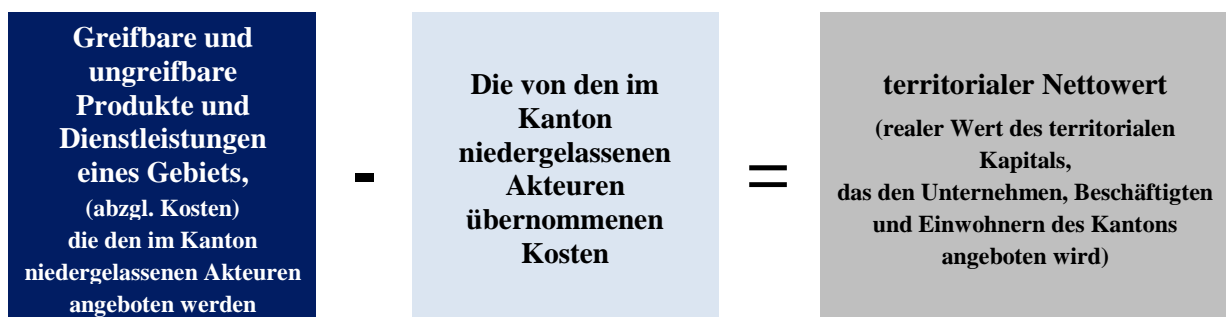 Greifbare und
ungreifbare
Produkte und
Dienstleistungen
eines Gebiets,
(abzgl. Kosten)
die den im Kanton
niedergelassenen Akteuren
angeboten werden
-
Die von den im
Kanton
niedergelassenen
Akteuren
übernommenen
Kosten
=
territorialer Nettowert
(realer Wert des territorialen
Kapitals,
das den Unternehmen, Beschäftigten
und Einwohnern des Kantons
angeboten wird)